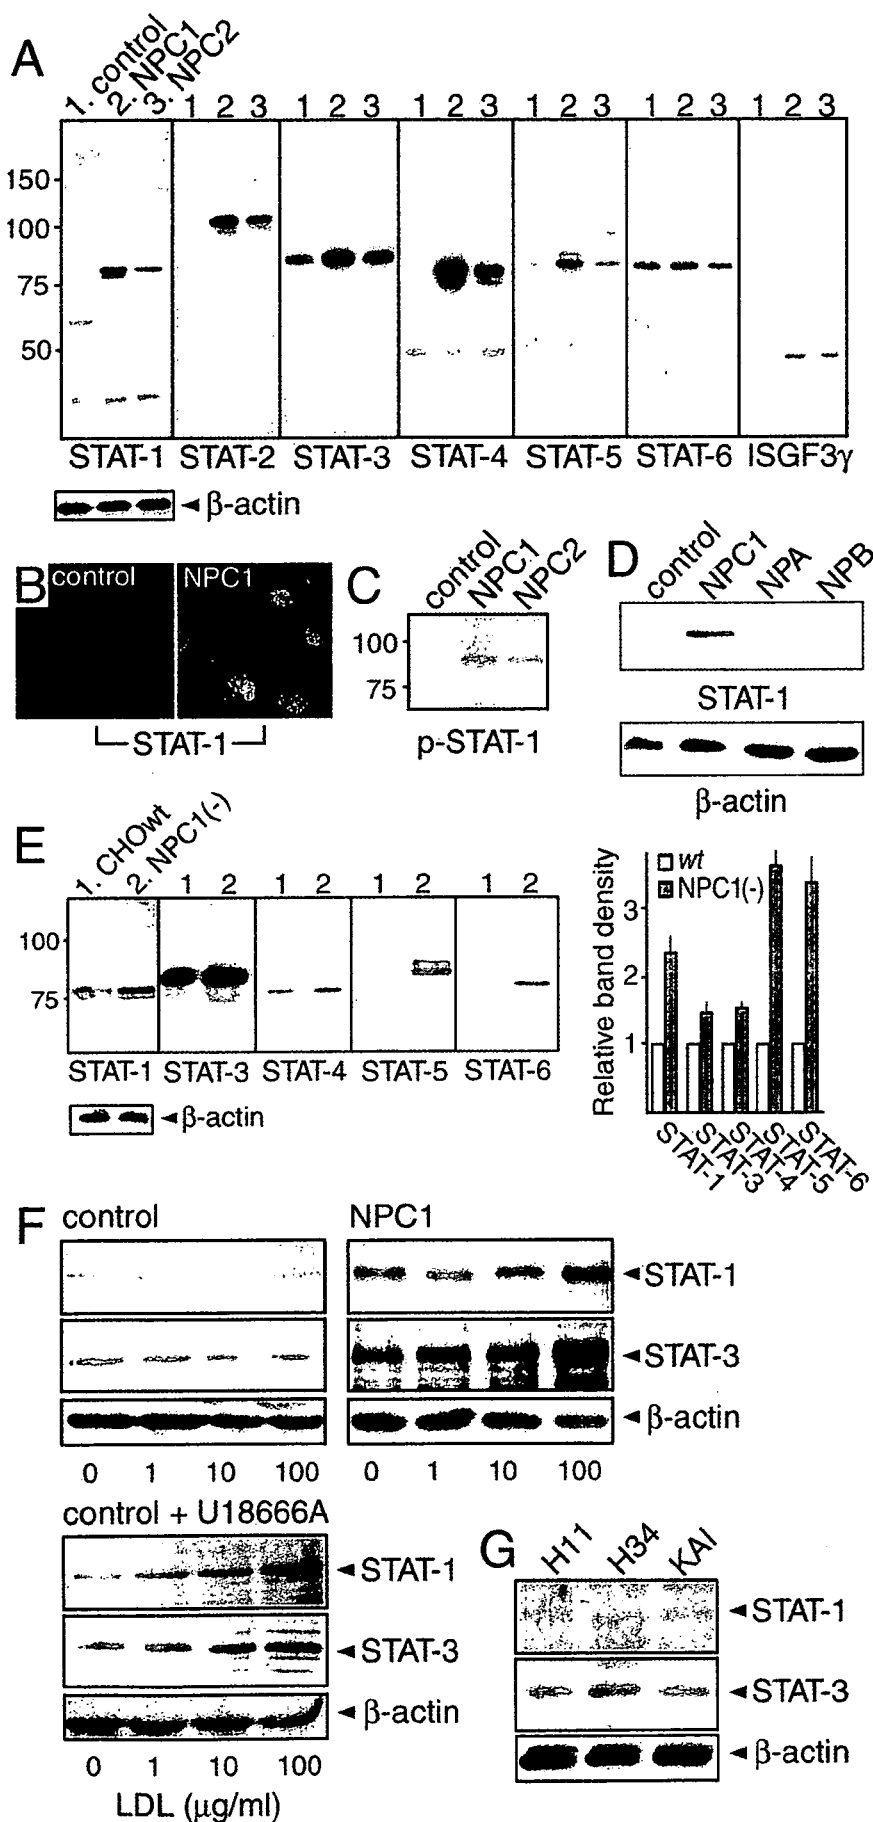 A
1. control
2. NPC1
3. NPC2
1 2 3 1 2 3 1 2 3 1 2 3 1 2 3 1 2 3
150
100
75
50
STAT-1 STAT-2 STAT-3 STAT-4 STAT-5 STAT-6 ISGF3γ
◄ β-actin
B control NPC1
STAT-1
C control NPC1 NPC2
100
75
p-STAT-1
D control NPC1 NPA NPB
STAT-1
β-actin
E
1. CHOwt
2. NPC1(-)
1 2 1 2 1 2 1 2
100
75
STAT-1 STAT-3 STAT-4 STAT-5 STAT-6
◄ β-actin
Relative band density
wt
NPC1(-)
3
2
1
STAT-1
STAT-3
STAT-4
STAT-5
STAT-6
F control NPC1
◄ STAT-1
◄ STAT-3
◄ β-actin
0 1 10 100 0 1 10 100
control + U18666A
◄ STAT-1
◄ STAT-3
◄ β-actin
0 1 10 100
LDL (μg/ml)
G H11 H34 KAI
◄ STAT-1
◄ STAT-3
◄ β-actin